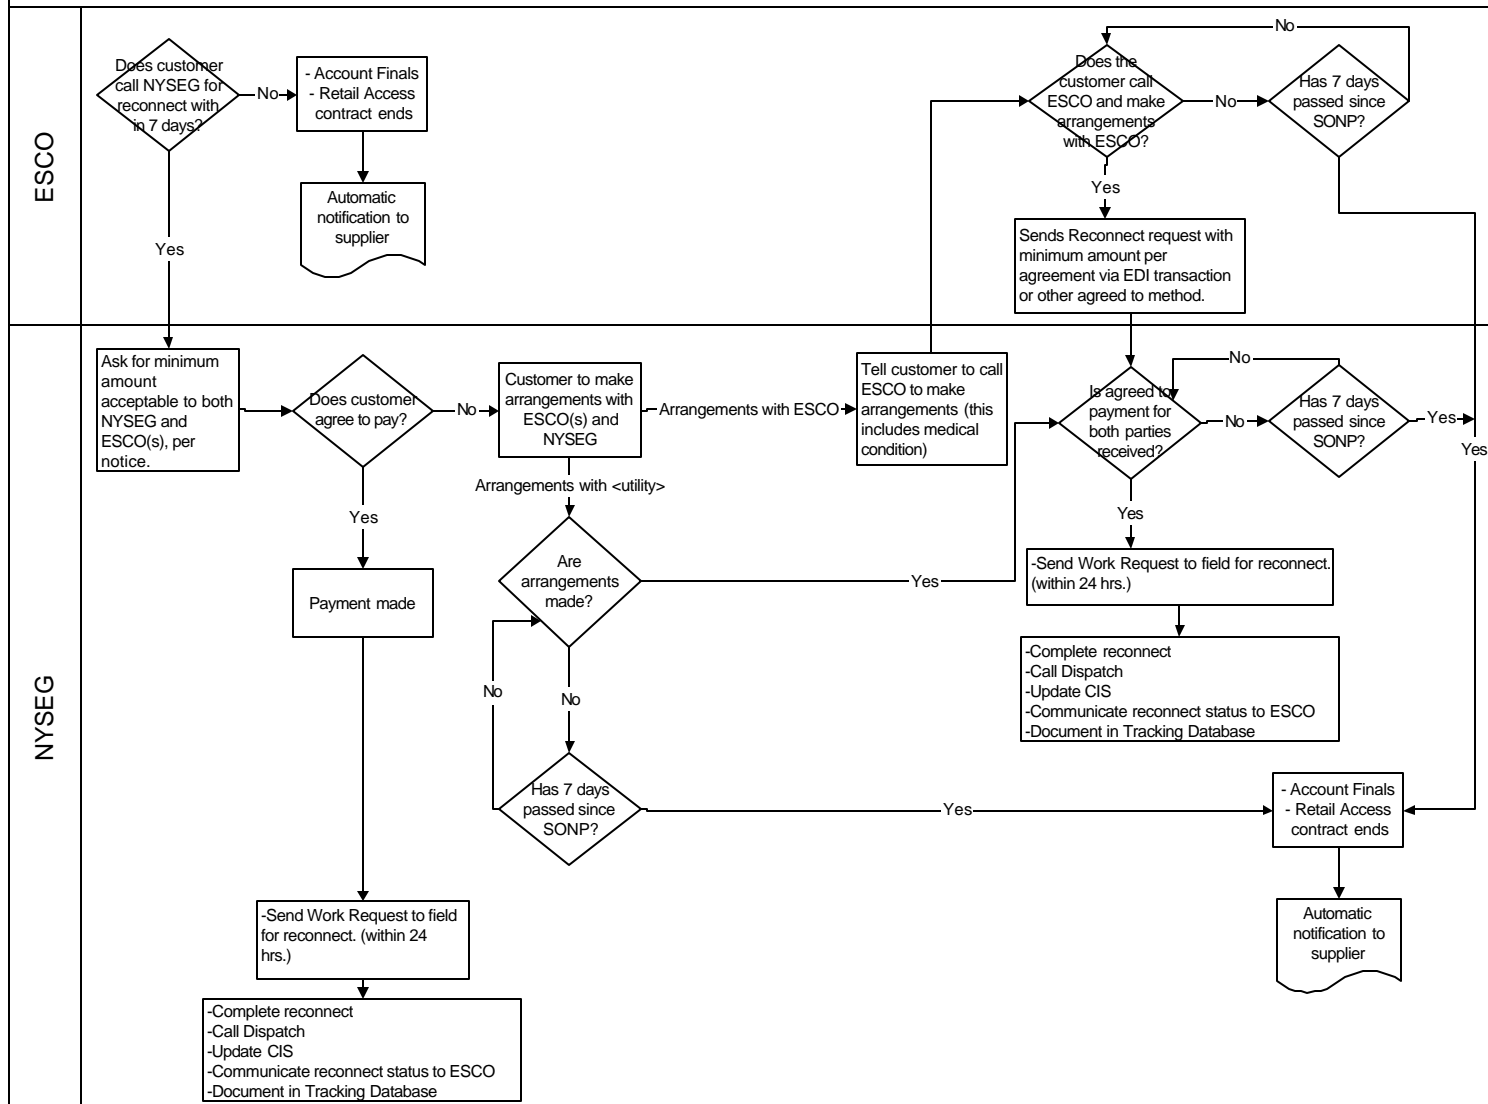 ESCO
Does customer
call NYSEG for
reconnect with
in 7 days?
No
- Account Finals
- Retail Access
contract ends
Automatic
notification to
supplier
Yes
No
Does the
customer call
ESCO and make
arrangements
with ESCO?
No
Has 7 days
passed since
SONP?
Yes
Sends Reconnect request with
minimum amount per
agreement via EDI transaction
or other agreed to method.
NYSEG
Ask for minimum
amount
acceptable to both
NYSEG and
ESCO(s), per
notice.
Does customer
agree to pay?
No
Customer to make
arrangements with
ESCO(s) and
NYSEG
Arrangements with ESCO
Tell customer to call
ESCO to make
arrangements (this
includes medical
condition)
No
Is agreed to
payment for
both parties
received?
No
Has 7 days
passed since
SONP?
Yes
Yes
Arrangements with <utility>
Yes
Yes
-Send Work Request to field for reconnect.
(within 24 hrs.)
Are
arrangements
made?
Yes
Payment made
-Complete reconnect
-Call Dispatch
-Update CIS
-Communicate reconnect status to ESCO
-Document in Tracking Database
No
No
Has 7 days
passed since
SONP?
Yes
- Account Finals
- Retail Access
contract ends
Automatic
notification to
supplier
-Send Work Request to field
for reconnect. (within 24
hrs.)
-Complete reconnect
-Call Dispatch
-Update CIS
-Communicate reconnect status to ESCO
-Document in Tracking Database